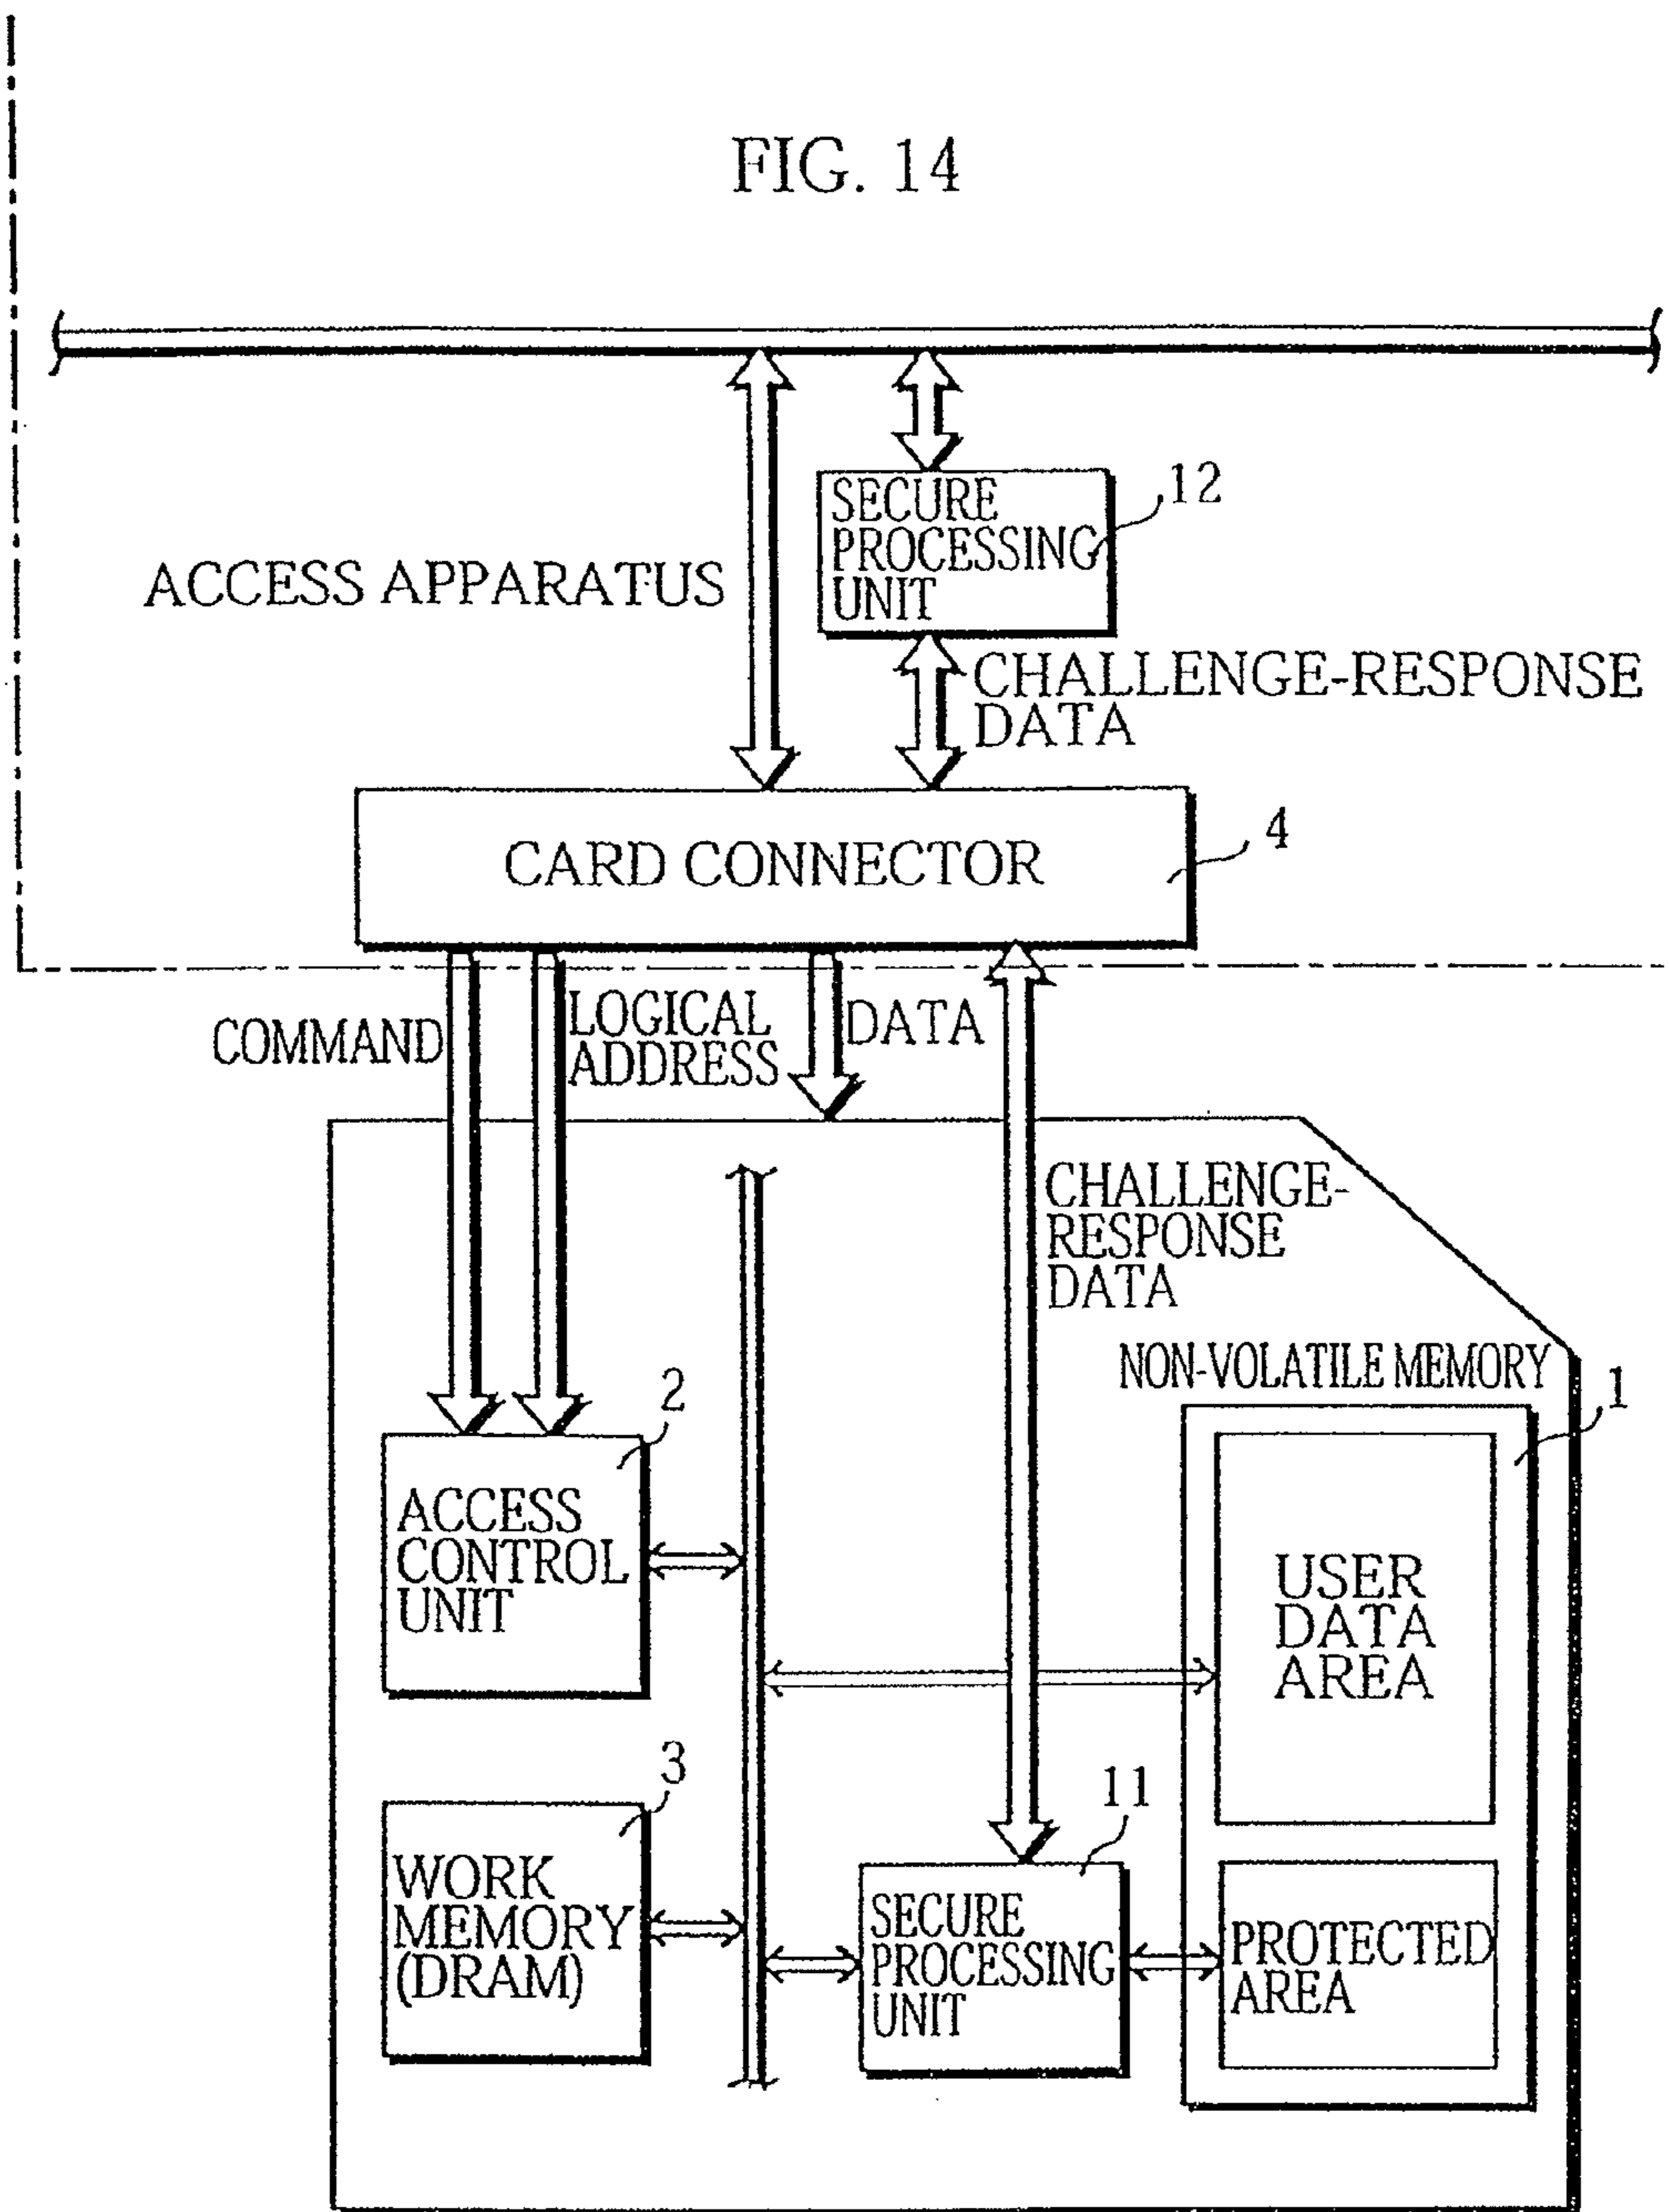 FIG. 14
12
SECURE
PROCESSING
UNIT
ACCESS APPARATUS
CHALLENGE-RESPONSE
DATA
4
CARD CONNECTOR
COMMAND
LOGICAL
ADDRESS
DATA
CHALLENGE-
RESPONSE
DATA
NON-VOLATILE MEMORY
1
2
ACCESS
CONTROL
UNIT
USER
DATA
AREA
3
WORK
MEMORY
(DRAM)
11
SECURE
PROCESSING
UNIT
PROTECTED
AREA